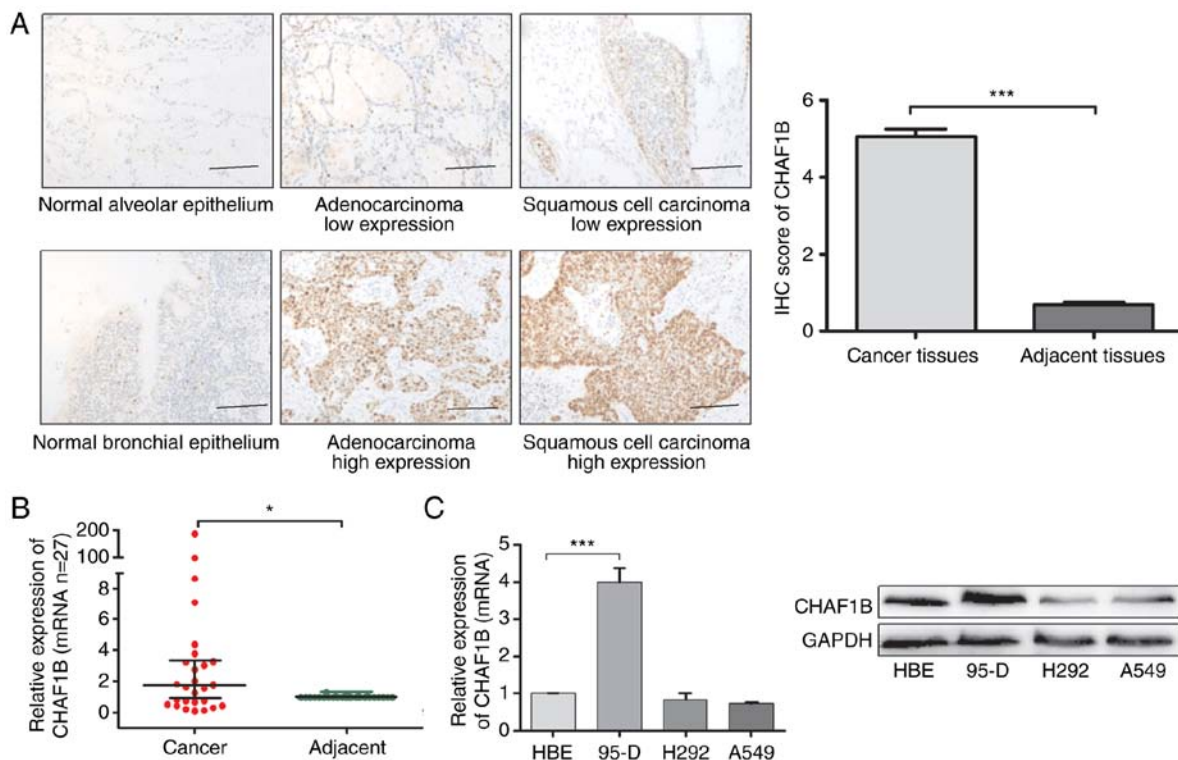 A
Normal alveolar epithelium
Adenocarcinoma
low expression
Squamous cell carcinoma
low expression
Normal bronchial epithelium
Adenocarcinoma
high expression
Squamous cell carcinoma
high expression
IHC score of CHAF1B
6
4
2
0
***
Cancer tissues
Adjacent tissues
B
Relative expression of
CHAF1B (mRNA n=27)
200
100
8
6
4
2
0
*
Cancer
Adjacent
C
Relative expression
of CHAF1B (mRNA)
5
4
2
1
0
***
HBE
95-D
H292
A549
CHAF1B
GAPDH
HBE
95-D
H292
A549